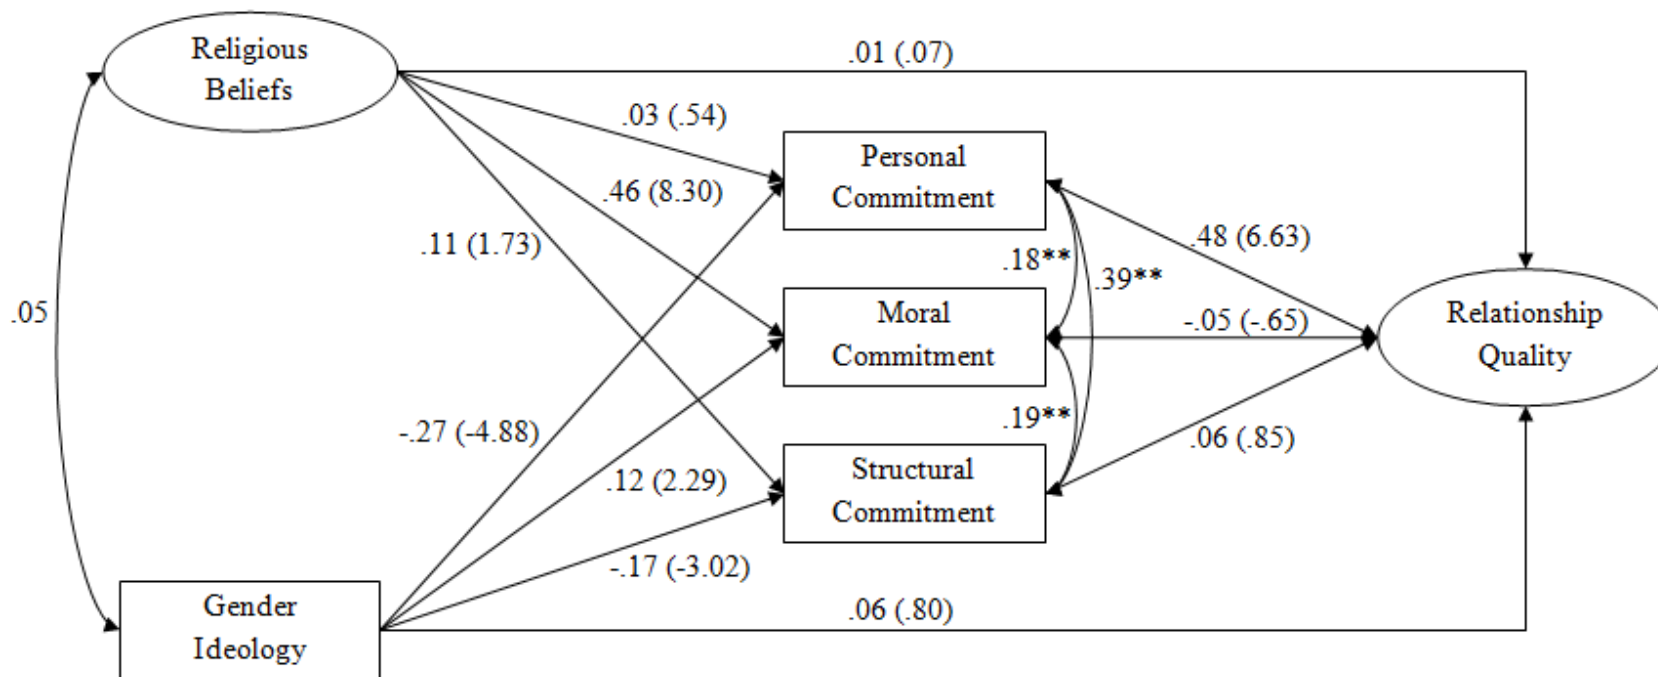 Religious
Beliefs
.01 (.07)
.03 (.54)
Personal
Commitment
.46 (8.30)
.11 (1.73)
.48 (6.63)
.18**
.39**
.05
Moral
Commitment
-.05 (-.65)
Relationship
Quality
-.27 (-4.88)
.19**
.06 (.85)
.12 (2.29)
Structural
Commitment
-.17 (-3.02)
Gender
Ideology
.06 (.80)